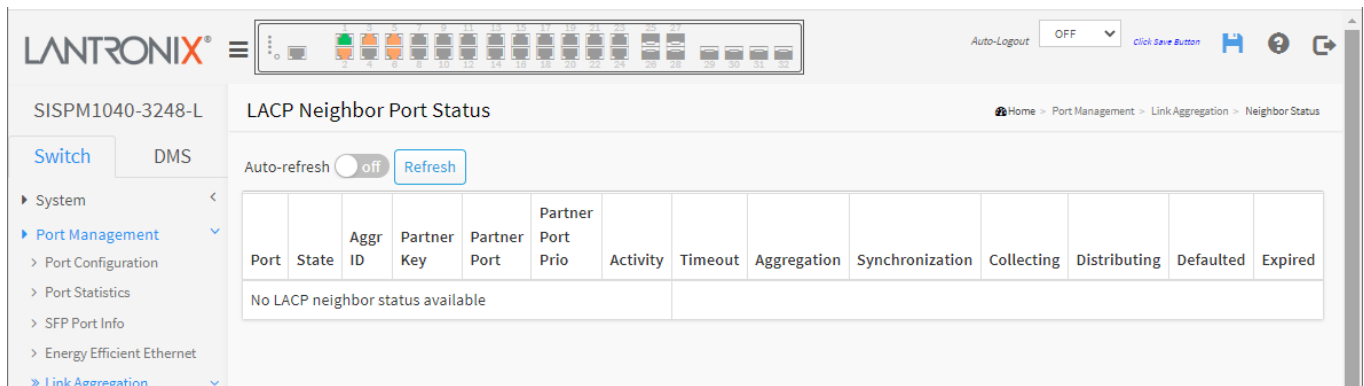 1 3 5 7 9 11 13 15 17 19 21 23 25 27
LANTRONIX®
2 4 6 8 10 12 14 16 18 20 22 24 26 28 29 30 31 32
Auto-Logout OFF Click Save Button
SISPM1040-3248-L
LACP Neighbor Port Status
Home > Port Management > Link Aggregation > Neighbor Status
Switch DMS
Auto-refresh off Refresh
System
Port Management
Port Configuration
Port Statistics
SFP Port Info
Energy Efficient Ethernet
Link Aggregation
Port State Aggr ID Partner Key Partner Port Partner Port Prio Activity Timeout Aggregation Synchronization Collecting Distributing Defaulted Expired
No LACP neighbor status available